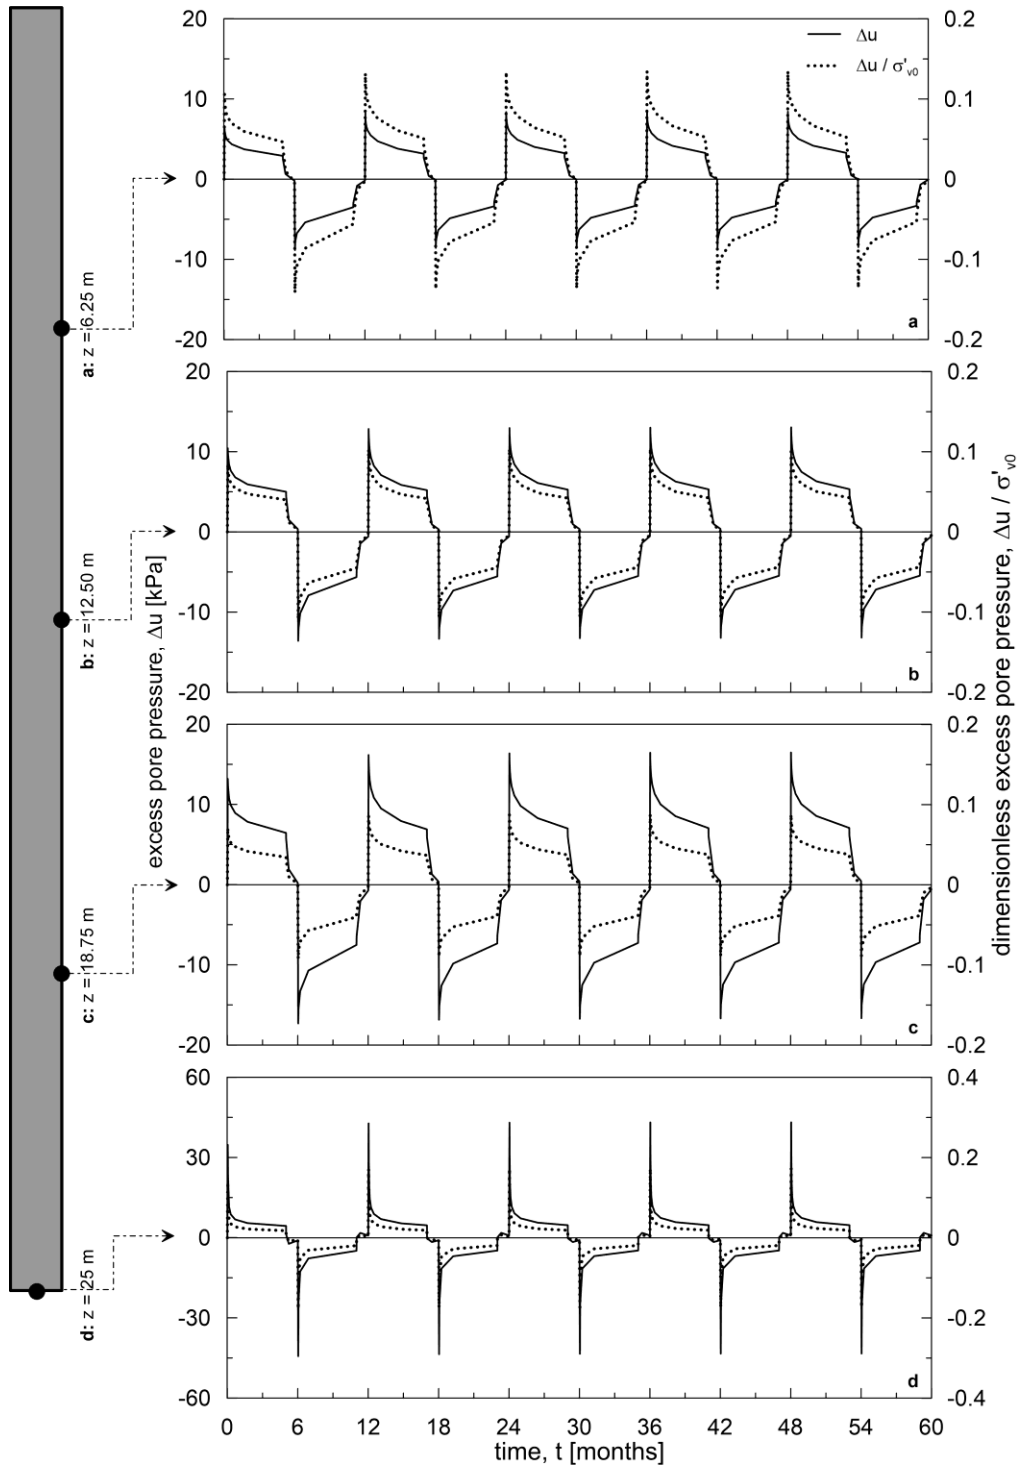 20
10
0
-10
-20
0.2
0.1
0
-0.1
-0.2
Δu
Δu / σ'v0
a
a: z = 6.25 m
20
10
0
-10
-20
0.2
0.1
0
-0.1
-0.2
b
b: z = 12.50 m
excess pore pressure, Δu [kPa]
dimensionless excess pore pressure, Δu / σ'v0
20
10
0
-10
-20
0.2
0.1
0
-0.1
-0.2
c
c: z = 18.75 m
60
30
0
-30
-60
0.4
0.2
0
-0.2
-0.4
d
d: z = 25 m
0 6 12 18 24 30 36 42 48 54 60
time, t [months]